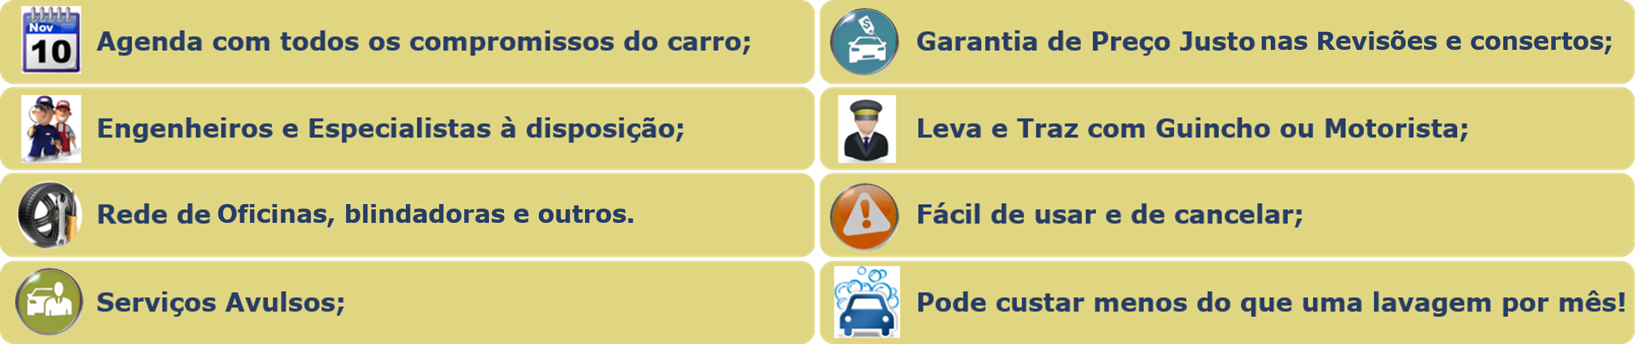 Nov
10
Agenda com todos os compromissos do carro;
Engenheiros e Especialistas à disposição;
Rede de Oficinas, blindadoras e outros.
Serviços Avulsos;
$
Garantia de Preço Justo nas Revisões e consertos;
Leva e Traz com Guincho ou Motorista;
Fácil de usar e de cancelar;
Pode custar menos do que uma lavagem por mês!